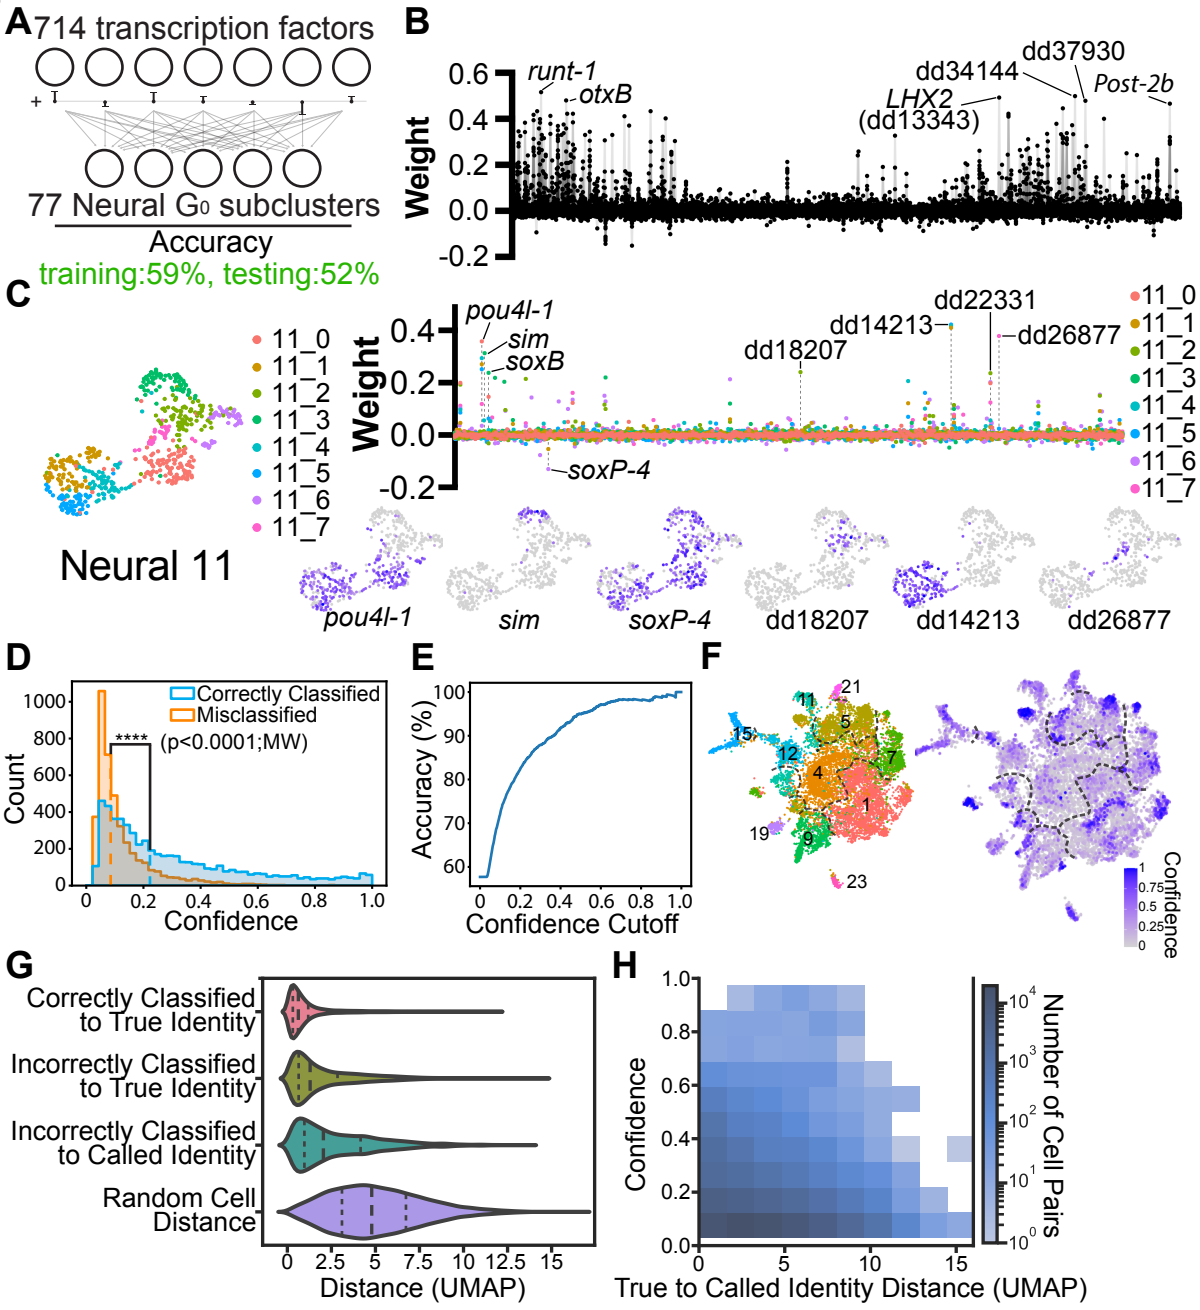 A
714 transcription factors
+
77 Neural G0 subclusters
Accuracy
training:59%, testing:52%
B
Weight
0.6
0.4
0.2
0.0
-0.2
runt-1
otxB
LHX2
(dd13343)
dd34144
dd37930
Post-2b
C
11_0
11_1
11_2
11_3
11_4
11_5
11_6
11_7
Neural 11
Weight
0.4
0.2
0.0
-0.2
pou4l-1
sim
soxB
soxP-4
dd18207
dd14213
dd22331
dd26877
11_0
11_1
11_2
11_3
11_4
11_5
11_6
11_7
pou4l-1
sim
soxP-4
dd18207
dd14213
dd26877
D
Count
1000
800
600
400
200
0
Correctly Classified
Misclassified
(p<0.0001;MW)
****
0
0.2
0.4
0.6
0.8
1.0
Confidence
E
Accuracy (%)
100
90
80
70
60
0
0.2
0.4
0.6
0.8
1.0
Confidence Cutoff
F
21
11
5
15
12
7
4
1
19
9
23
Confidence
1
0.75
0.5
0.25
0
G
Correctly Classified
to True Identity
Incorrectly Classified
to True Identity
Incorrectly Classified
to Called Identity
Random Cell
Distance
0
2.5
5
7.5
10
12.5
15
Distance (UMAP)
H
Confidence
1.0
0.8
0.6
0.4
0.2
0.0
0
5
10
15
True to Called Identity Distance (UMAP)
10^4
10^3
10^2
10^1
10^0
Number of Cell Pairs